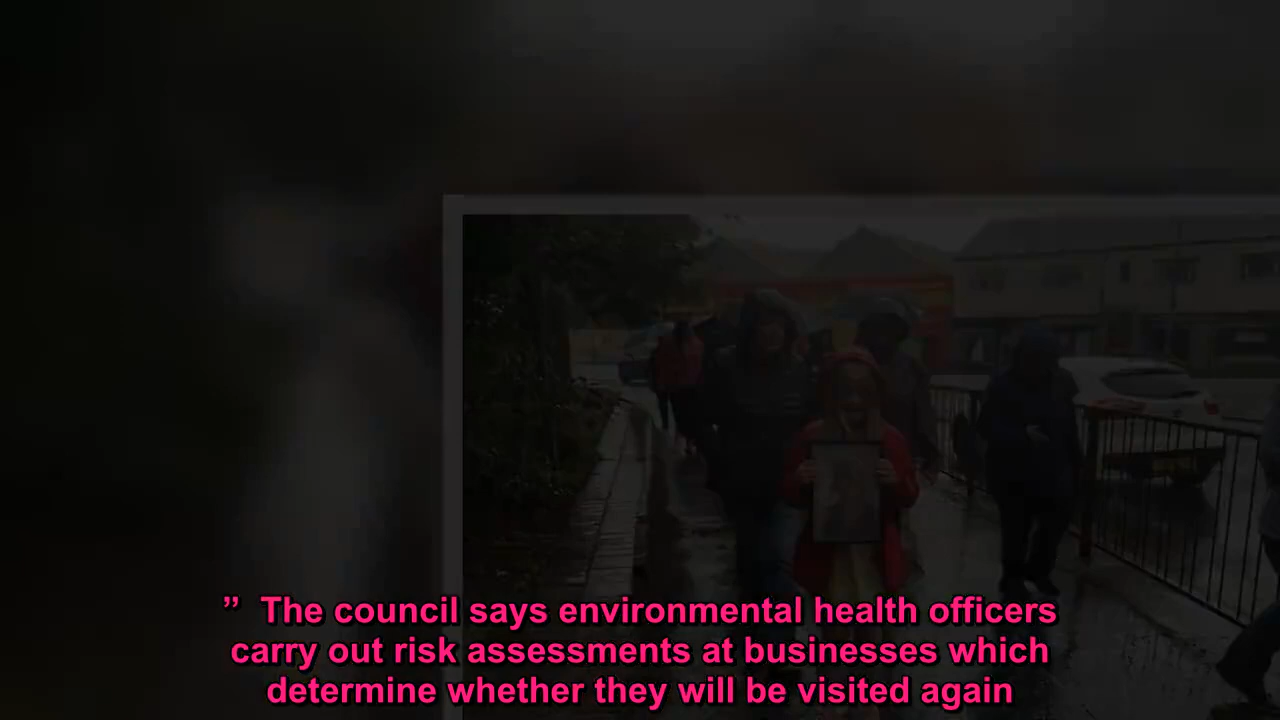 ” The council says environmental health officers
carry out risk assessments at businesses which
determine whether they will be visited again